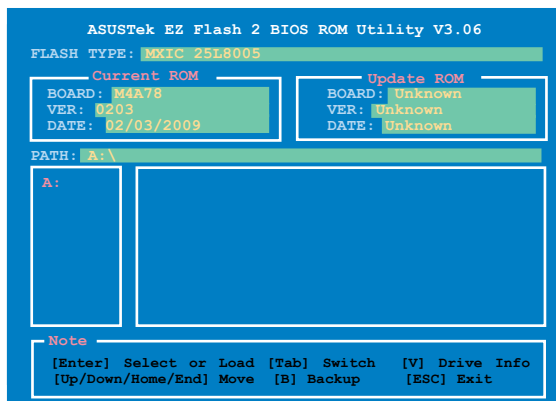 ASUSTek EZ Flash 2 BIOS ROM Utility V3.06
FLASH TYPE: MXIC 25L8005
Current ROM
BOARD: M4A78
VER: 0203
DATE: 02/03/2009
Update ROM
BOARD: Unknown
VER: Unknown
DATE: Unknown
PATH: A:\
A:
Note
[Enter] Select or Load [Tab] Switch [V] Drive Info
[Up/Down/Home/End] Move [B] Backup [ESC] Exit